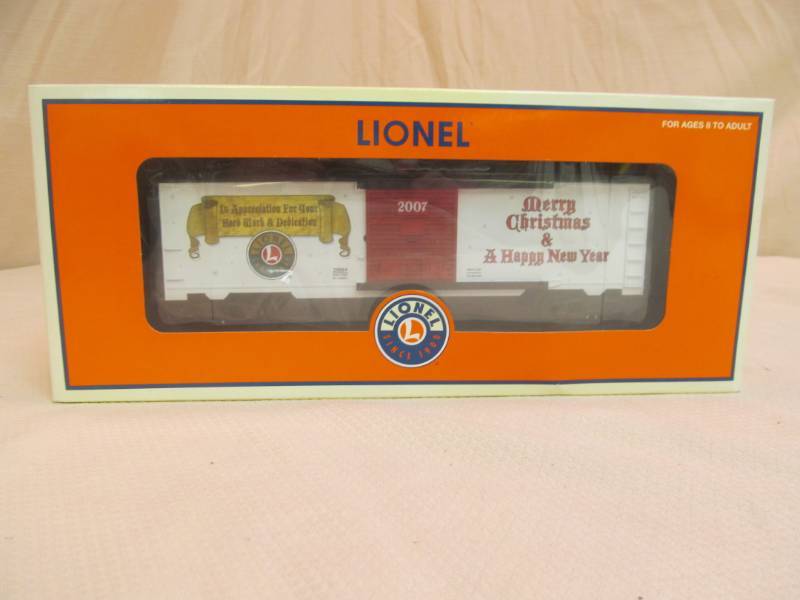 LIONEL
FOR AGES 8 TO ADULT
In Appreciation For Your
Hard Work & Dedication
LIONEL
L
2007
Merry
Christmas
&
A Happy New Year
LIONEL
L
SINCE 1900